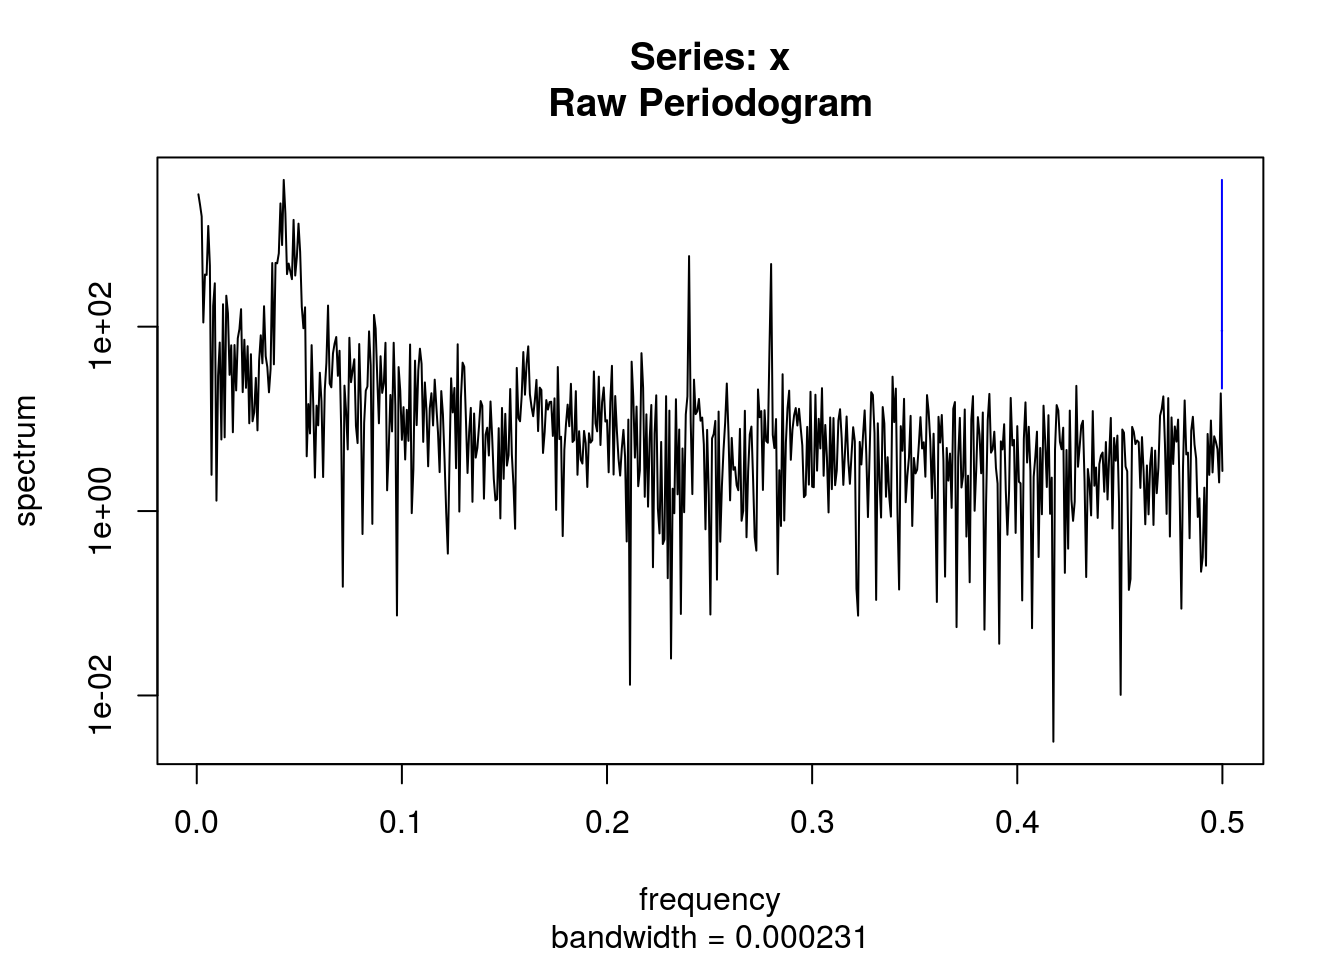 Series: x
Raw Periodogram
spectrum
1e+02
1e+00
1e-02
0.0 0.1 0.2 0.3 0.4 0.5
frequency
bandwidth = 0.000231